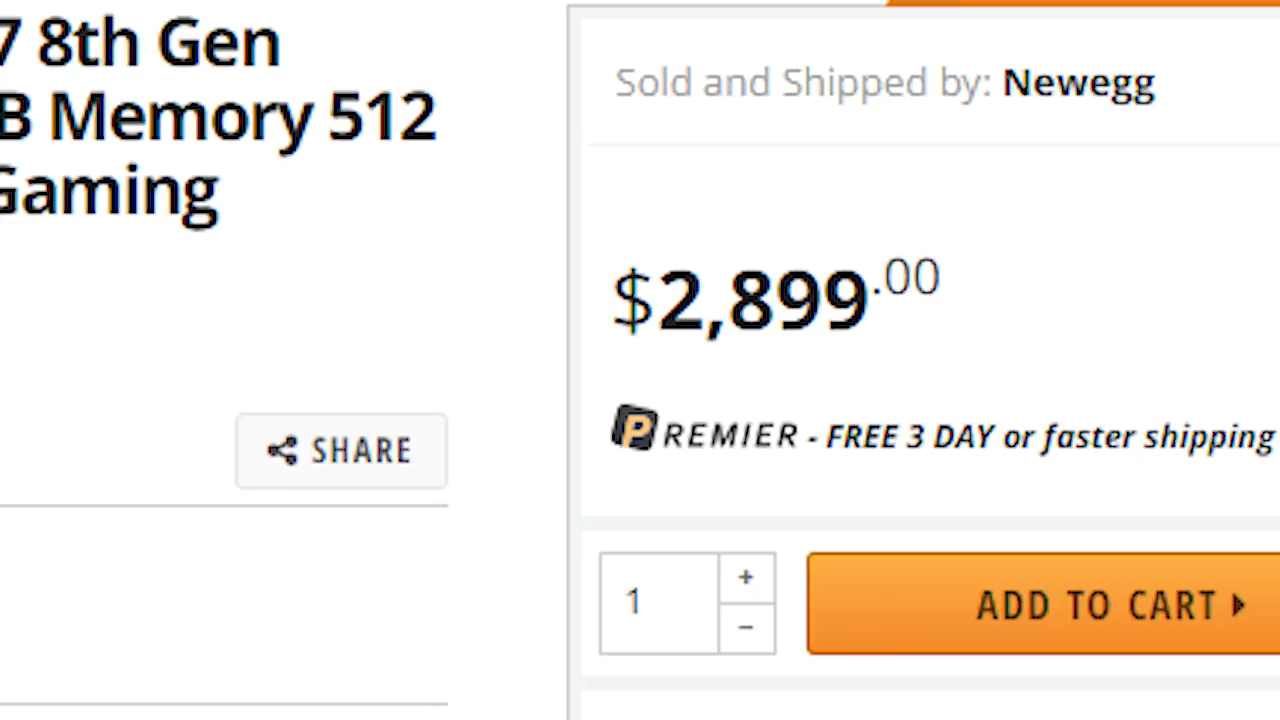 7 8th Gen
B Memory 512
Gaming
SHARE
Sold and Shipped by: Newegg
$2,899.00
PREMIER - FREE 3 DAY or faster shipping
1
+
−
ADD TO CART